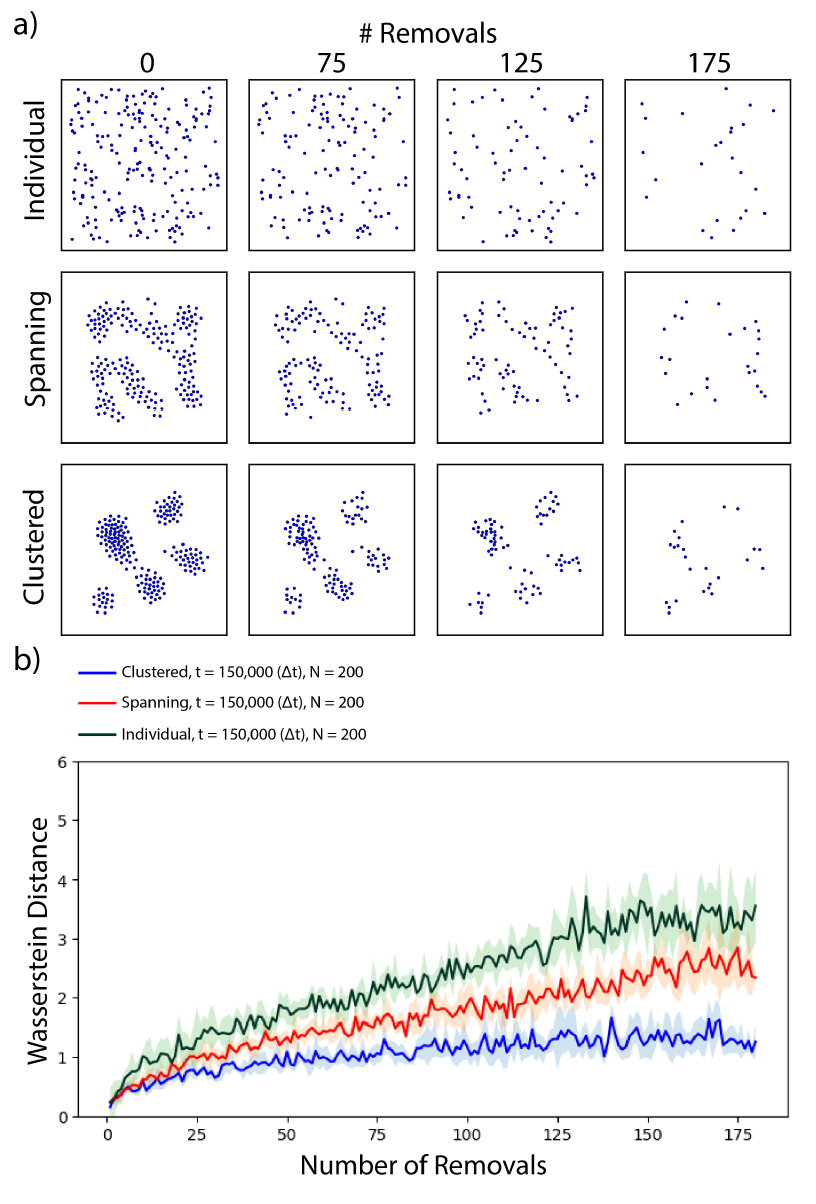 a)
# Removals
0 75 125 175
Individual
Spanning
Clustered
b)
Clustered, t = 150,000 (Δt), N = 200
Spanning, t = 150,000 (Δt), N = 200
Individual, t = 150,000 (Δt), N = 200
Wasserstein Distance
6
5
4
3
2
1
0
0 25 50 75 100 125 150 175
Number of Removals